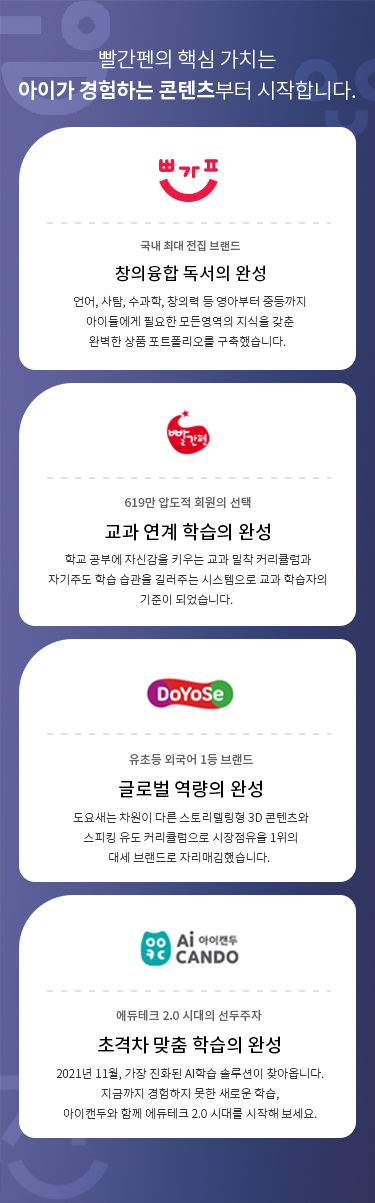 빨간펜의 핵심 가치는
아이가 경험하는 콘텐츠부터 시작합니다.
국내 최대 전집 브랜드
창의융합 독서의 완성
언어, 사탐, 수과학, 창의력 등 영아부터 중등까지
아이들에게 필요한 모든영역의 지식을 갖춘
완벽한 상품 포트폴리오를 구축했습니다.
빨간펜
619만 압도적 회원의 선택
교과 연계 학습의 완성
학교 공부에 자신감을 키우는 교과 밀착 커리큘럼과
자기주도 학습 습관을 길러주는 시스템으로 교과 학습자의
기준이 되었습니다.
DoYoSe
유초등 외국어 1등 브랜드
글로벌 역량의 완성
도요새는 차원이 다른 스토리텔링형 3D 콘텐츠와
스피킹 유도 커리큘럼으로 시장점유율 1위의
대세 브랜드로 자리매김했습니다.
Ai 아이캔두
CANDO
에듀테크 2.0 시대의 선두주자
초격차 맞춤 학습의 완성
2021년 11월, 가장 진화된 AI학습 솔루션이 찾아옵니다.
지금까지 경험하지 못한 새로운 학습,
아이캔두와 함께 에듀테크 2.0 시대를 시작해 보세요.